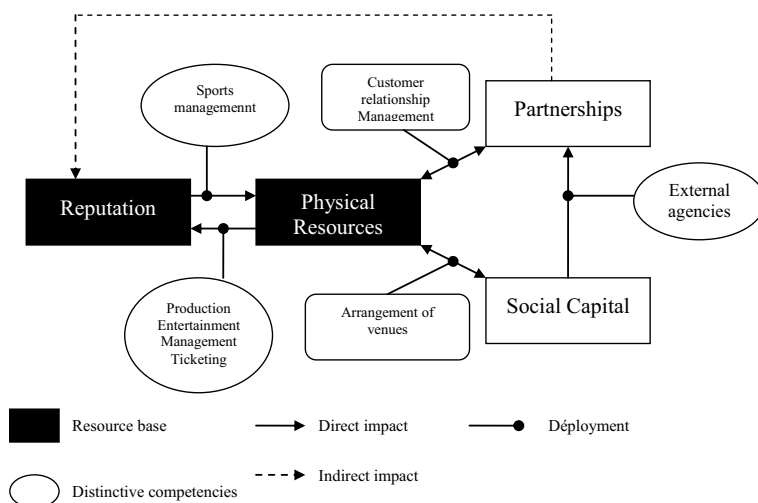 Sports
managemennt
Customer
relationship
Management
Partnerships
Reputation
Physical
Resources
External
agencies
Production
Entertainment
Management
Ticketing
Arrangement of
venues
Social Capital
Resource base
Direct impact
Déployment
Distinctive competencies
Indirect impact